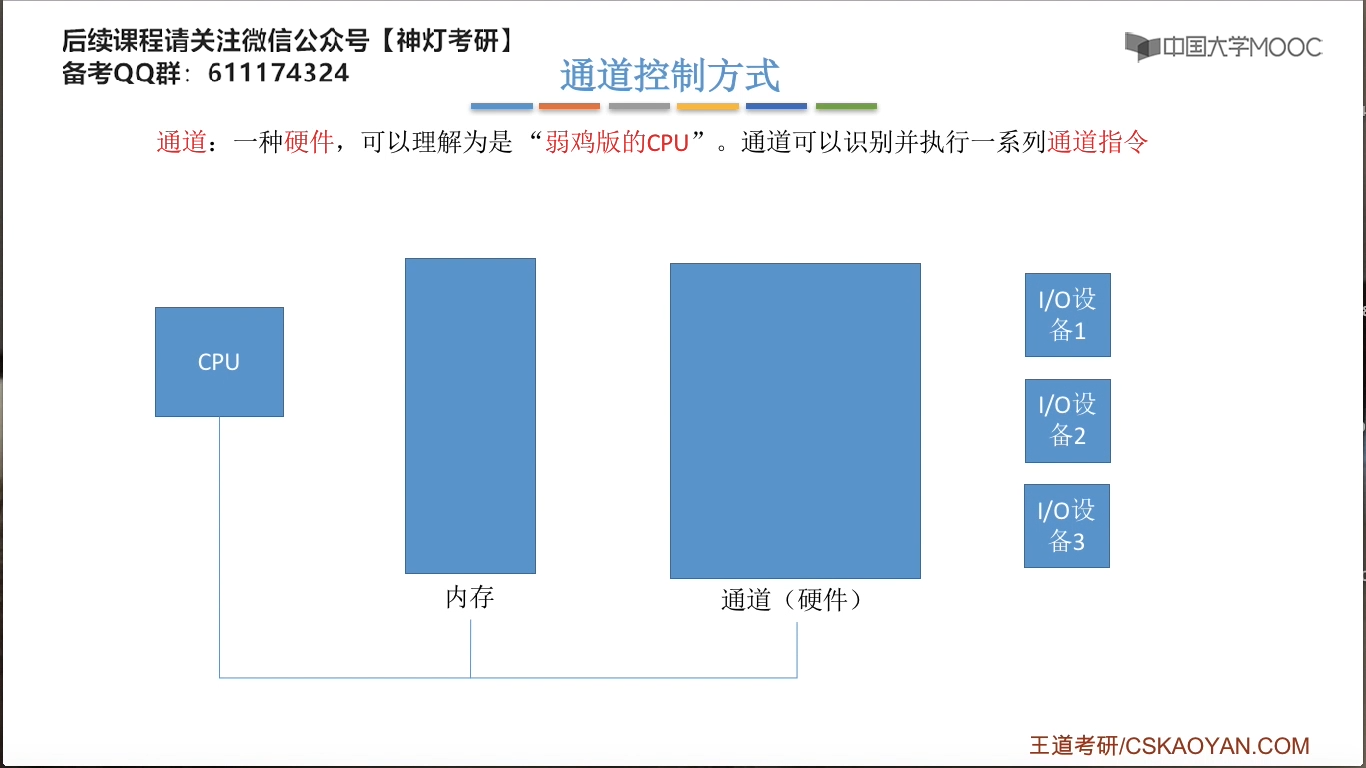 后续课程请关注微信公众号【神灯考研】
备考QQ群：611174324
中国大学MOOC
通道控制方式
通道：一种硬件，可以理解为是“弱鸡版的CPU”。通道可以识别并执行一系列通道指令
CPU
内存
通道（硬件）
I/O设
备1
I/O设
备2
I/O设
备3
王道考研/CSKAOYAN.COM